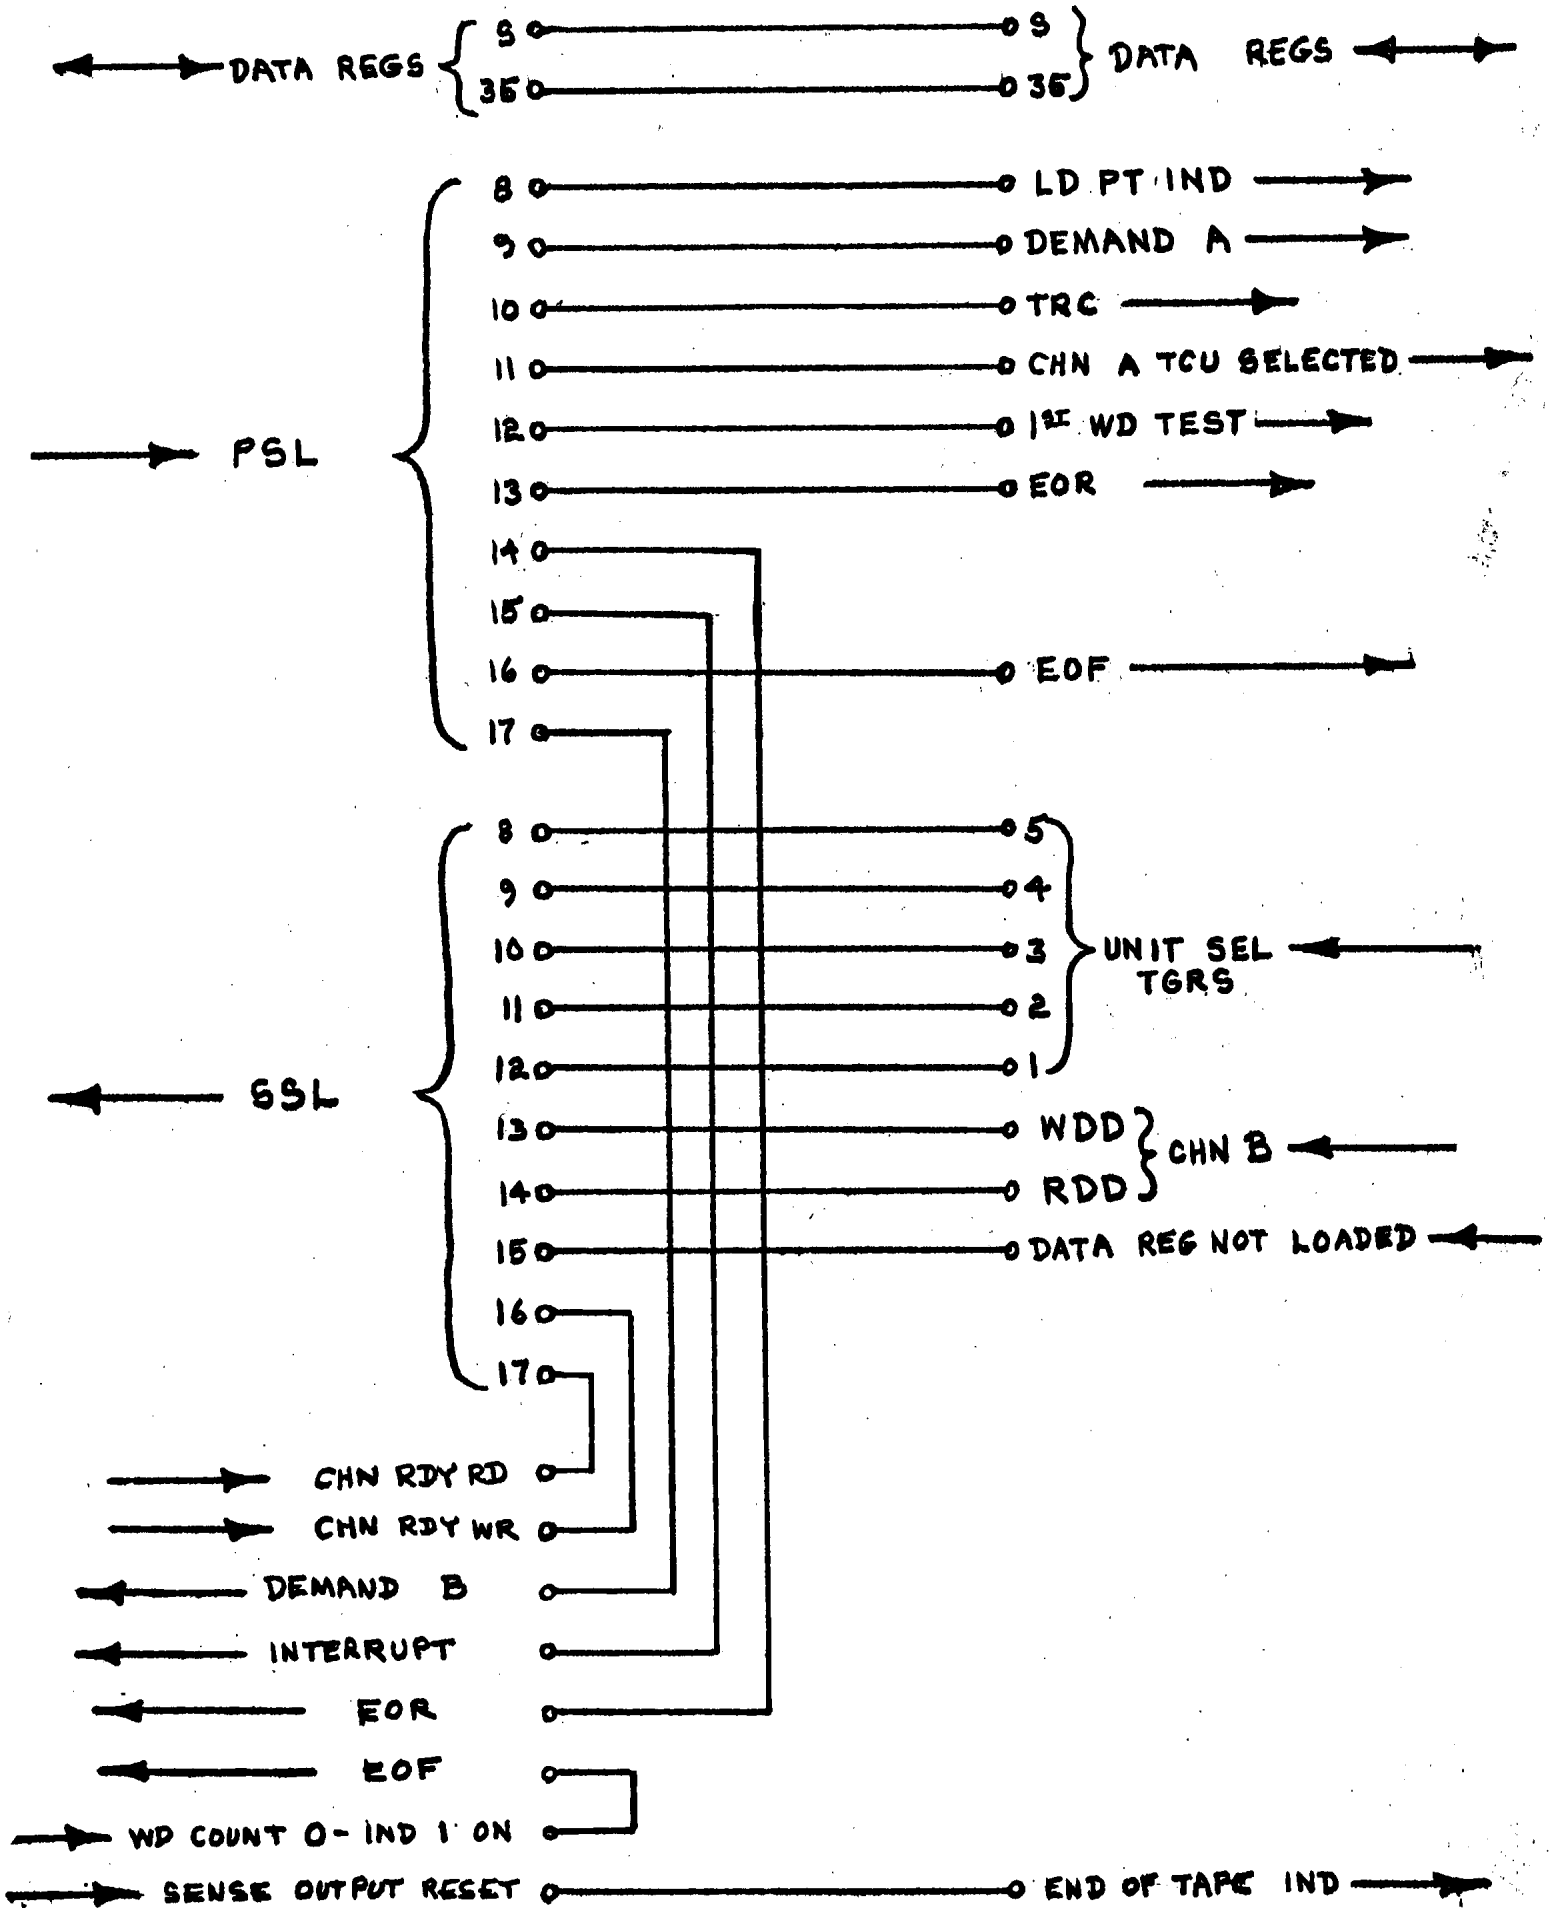 S S
DATA REGS DATA REGS
35 35
8 LD PT IND
9 DEMAND A
10 TRC
11 CHN A TCU SELECTED
12 1ST WD TEST
PSL
13 EOR
14
15
16 EOF
17
8 5
9 4
10 3 UNIT SEL
TGRS
11 2
12 1
SSL
13 WDD
CHN B
14 RDD
15 DATA REG NOT LOADED
16
17
CHN RDY RD
CHN RDY WR
DEMAND B
INTERRUPT
EOR
EOF
WD COUNT 0 - IND 1 ON
SENSE OUTPUT RESET END OF TAPE IND